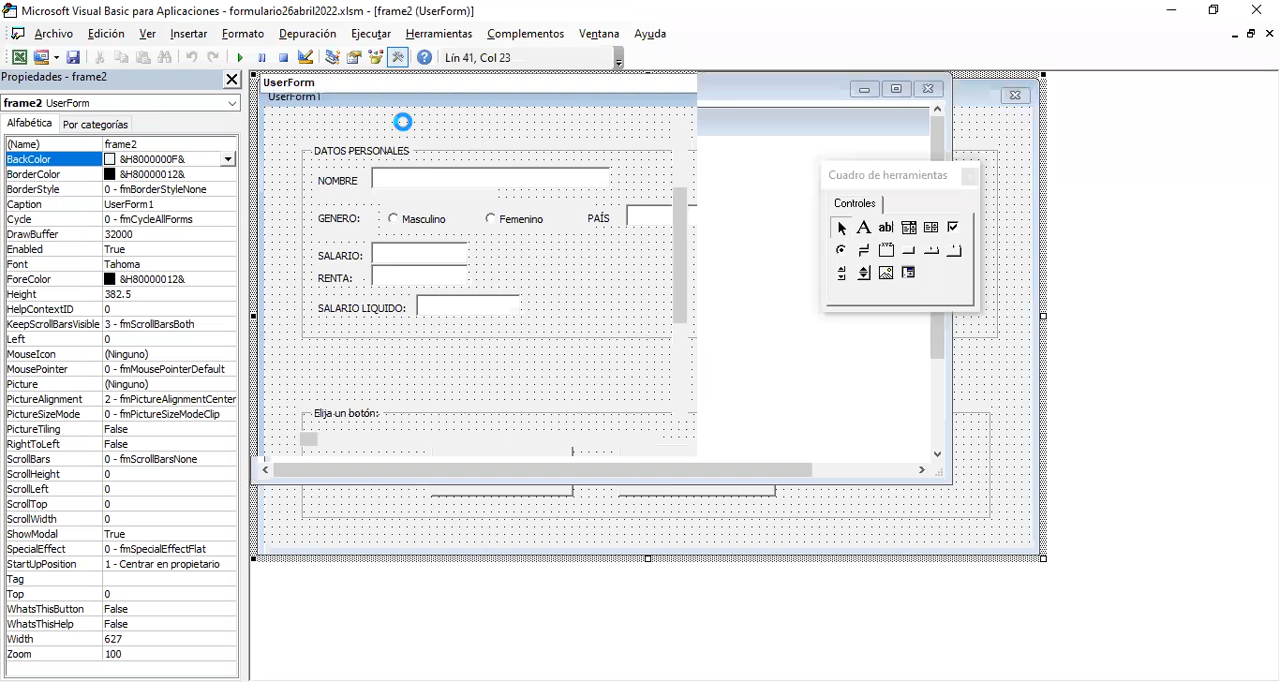 Microsoft Visual Basic para Aplicaciones - formulario26abril2022.xlsm - [frame2 (UserForm)]
Archivo Edición Ver Insertar Formato Depuración Ejecutar Herramientas Complementos Ventana Ayuda
Lín 41, Col 23
Propiedades - frame2
frame2 UserForm
Alfabética Por categorías
(Name) frame2
BackColor &H8000000F&
BorderColor &H80000012&
BorderStyle 0 - fmBorderStyleNone
Caption UserForm1
Cycle 0 - fmCycleAllForms
DrawBuffer 32000
Enabled True
Font Tahoma
ForeColor &H80000012&
Height 382.5
HelpContextID 0
KeepScrollBarsVisible 3 - fmScrollBarsBoth
Left 0
MouseIcon (Ninguno)
MousePointer 0 - fmMousePointerDefault
Picture (Ninguno)
PictureAlignment 2 - fmPictureAlignmentCenter
PictureSizeMode 0 - fmPictureSizeModeClip
PictureTiling False
RightToLeft False
ScrollBars 0 - fmScrollBarsNone
ScrollHeight 0
ScrollLeft 0
ScrollTop 0
ScrollWidth 0
ShowModal True
SpecialEffect 0 - fmSpecialEffectFlat
StartUpPosition 1 - Centrar en propietario
Tag
Top 0
WhatsThisButton False
WhatsThisHelp False
Width 627
Zoom 100
UserForm
UserForm1
DATOS PERSONALES
NOMBRE
GENERO: Masculino Femenino PAÍS
SALARIO:
RENTA:
SALARIO LIQUIDO:
Elija un botón:
Cuadro de herramientas
Controles
A ab|
XYZ